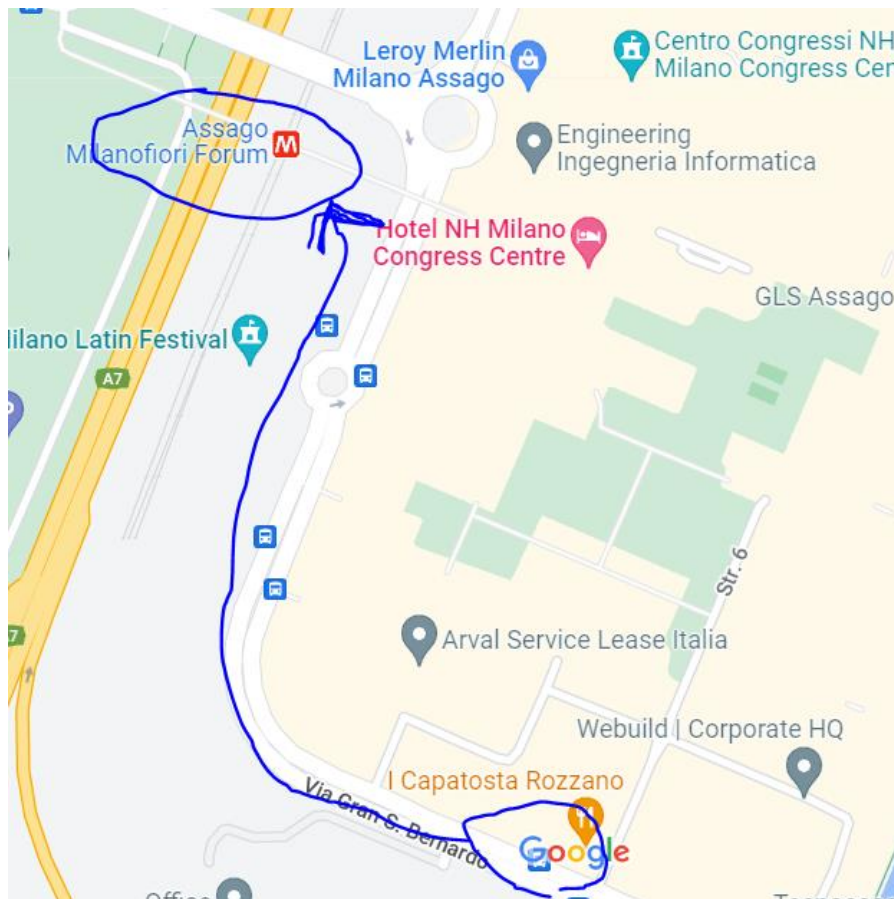 Leroy Merlin
Milano Assago
Centro Congressi NH
Milano Congress Cen
Assago
Milanofiori Forum
M
Engineering
Ingegneria Informatica
Hotel NH Milano
Congress Centre
GLS Assago
ilano Latin Festival
A7
P
Str. 6
7
Arval Service Lease Italia
Webuild | Corporate HQ
I Capatosta Rozzano
Via Gran S. Bernardo
Google